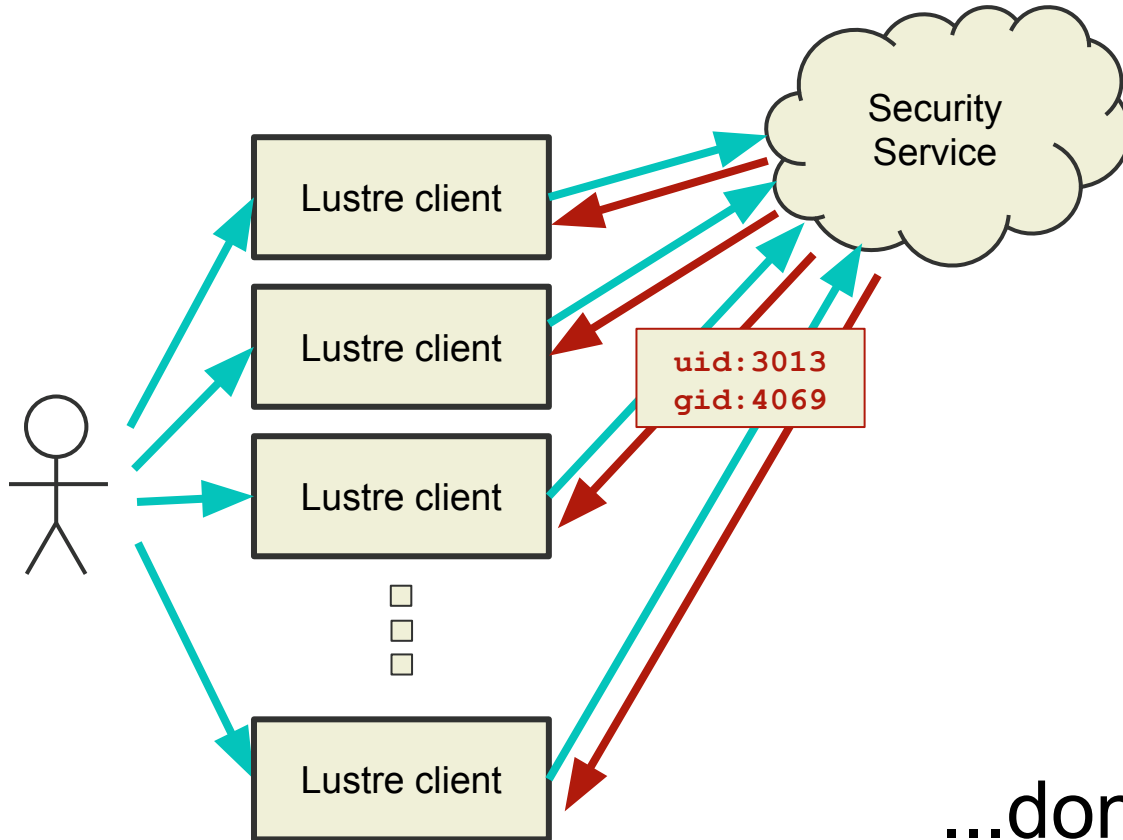 Security
Service
Lustre client
Lustre client
uid:3013
gid:4069
Lustre client
Lustre client